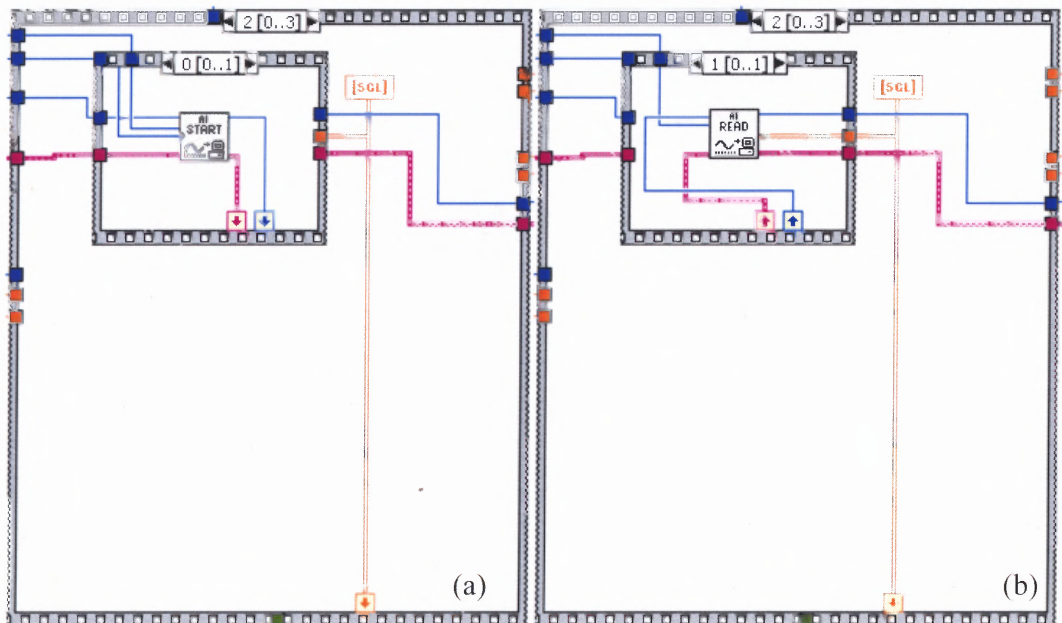 2 [0..3]
0 [0..1]
[SGL]
AI
START
(a)
2 [0..3]
1 [0..1]
[SGL]
AI
READ
(b)